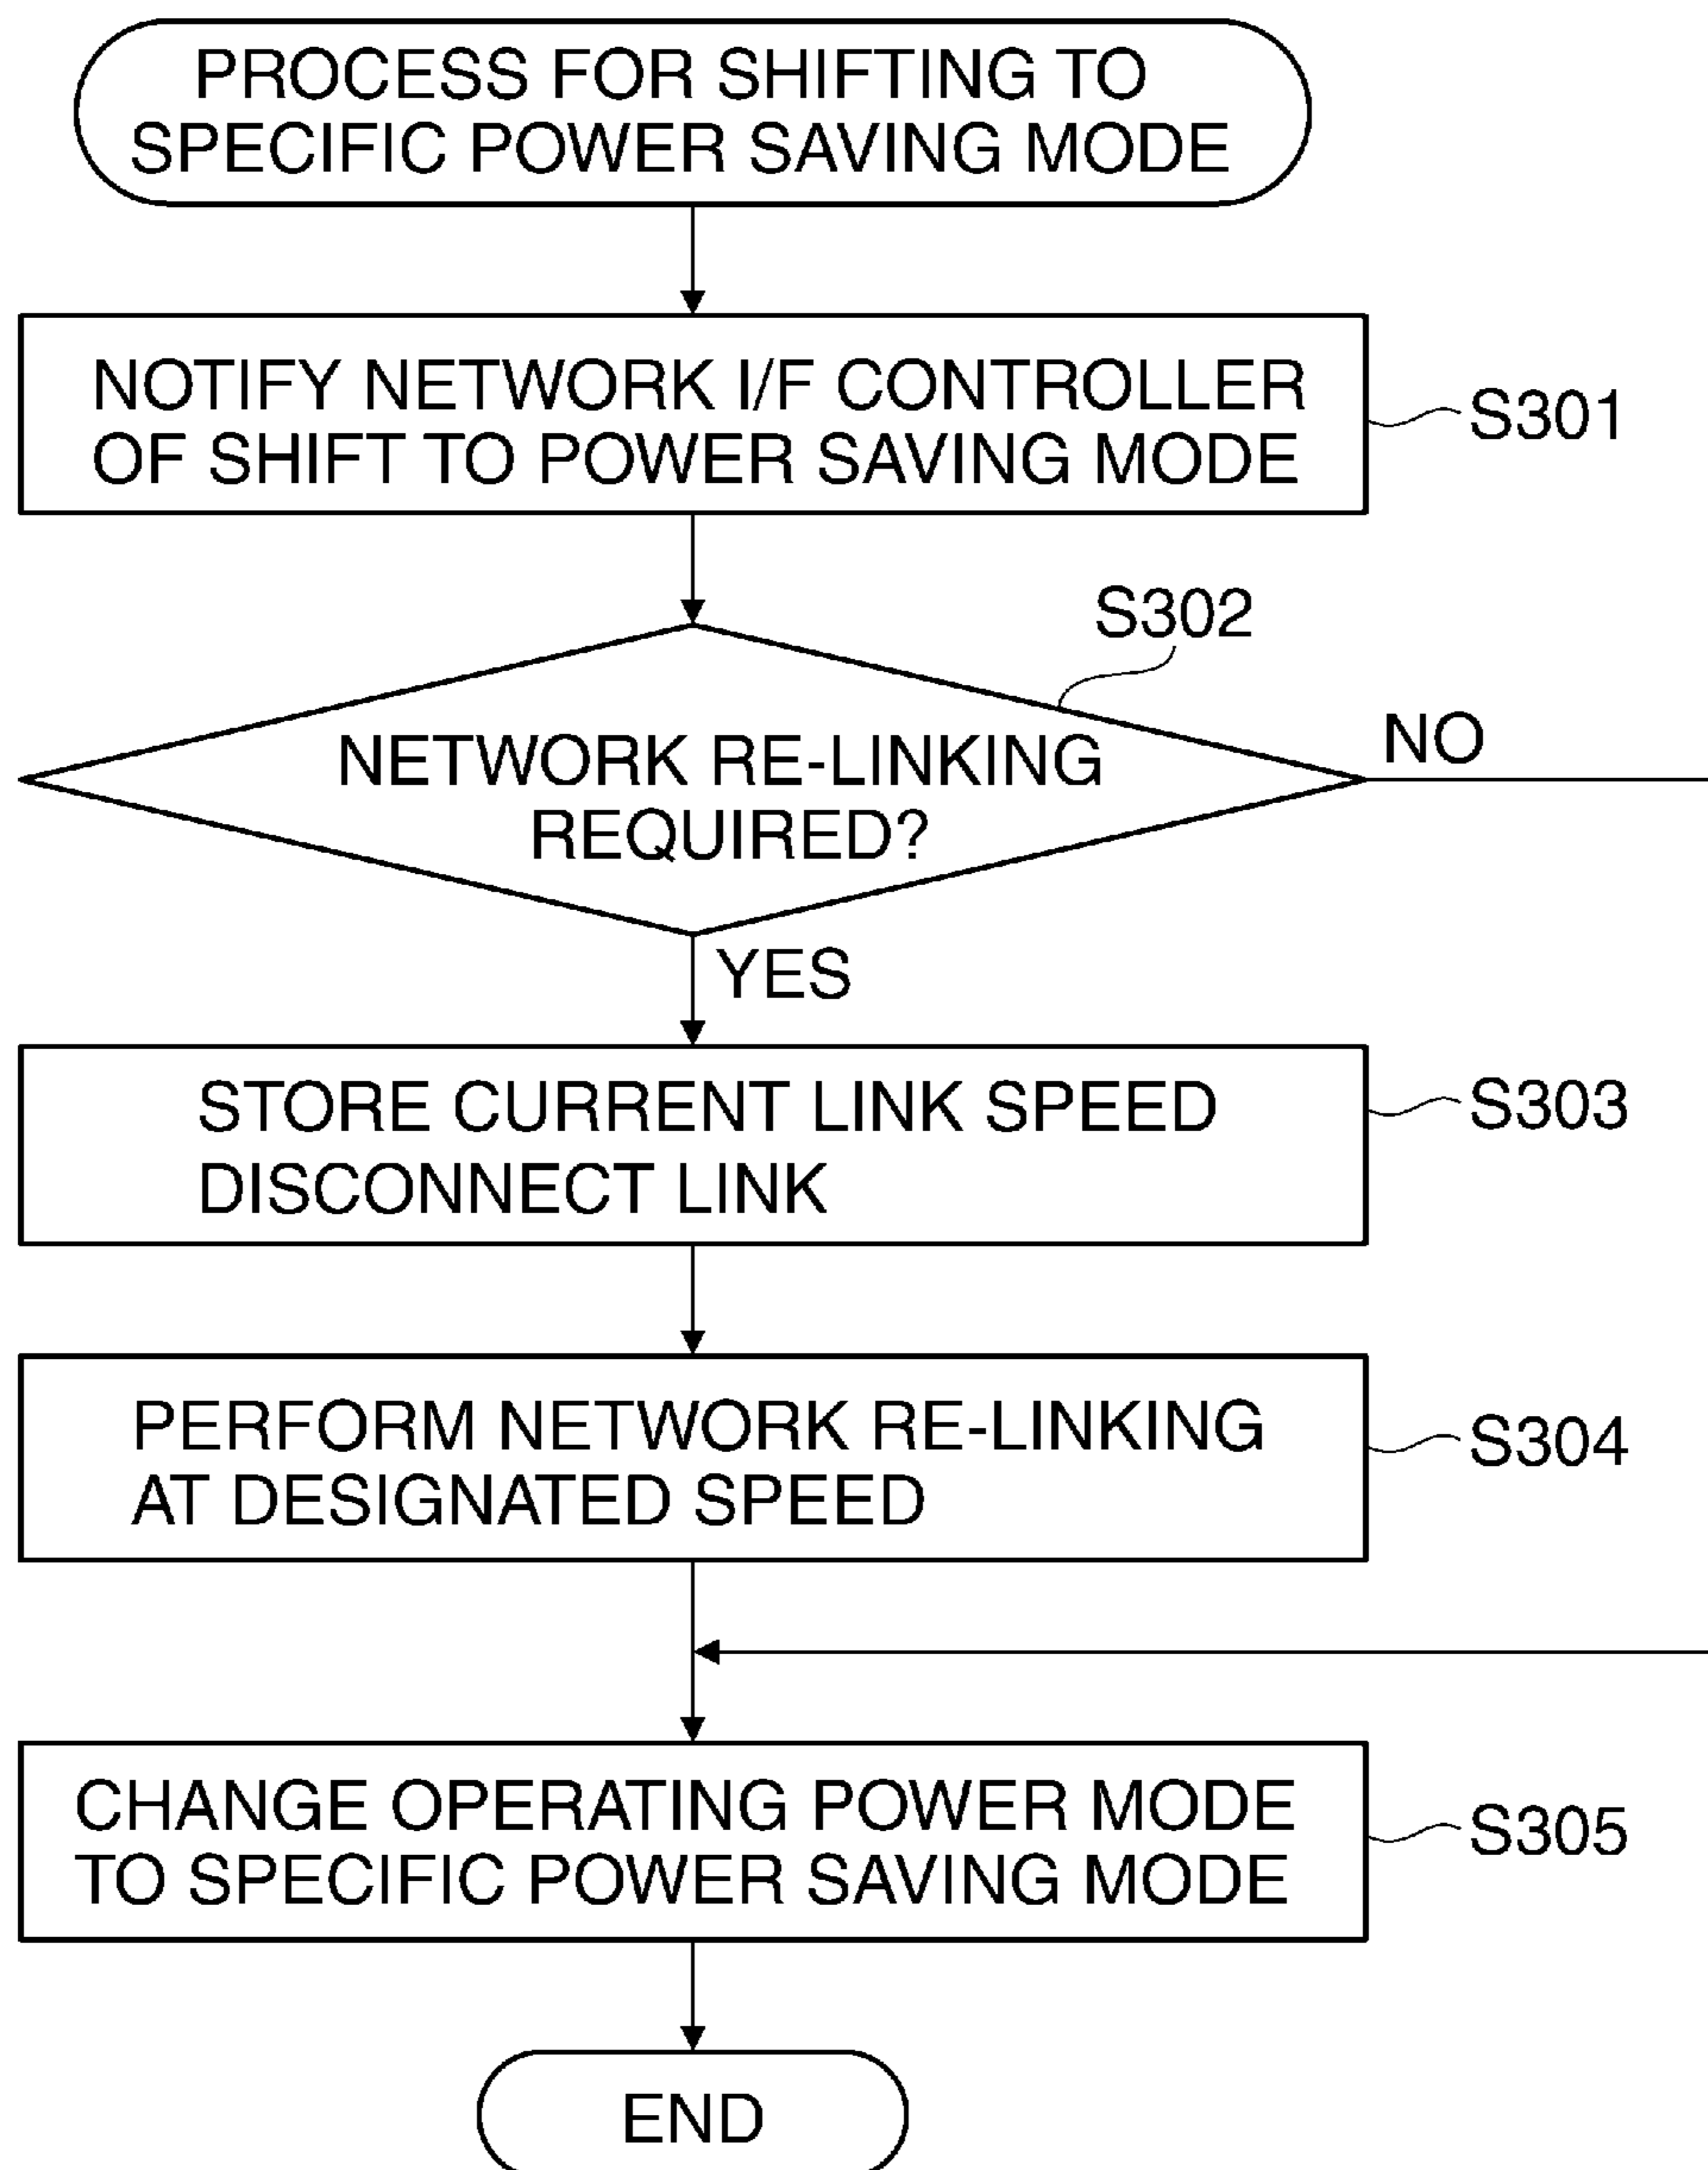 PROCESS FOR SHIFTING TO
SPECIFIC POWER SAVING MODE
NOTIFY NETWORK I/F CONTROLLER
OF SHIFT TO POWER SAVING MODE
S301
S302
NETWORK RE-LINKING
REQUIRED?
NO
YES
STORE CURRENT LINK SPEED
DISCONNECT LINK
S303
PERFORM NETWORK RE-LINKING
AT DESIGNATED SPEED
S304
CHANGE OPERATING POWER MODE
TO SPECIFIC POWER SAVING MODE
S305
END